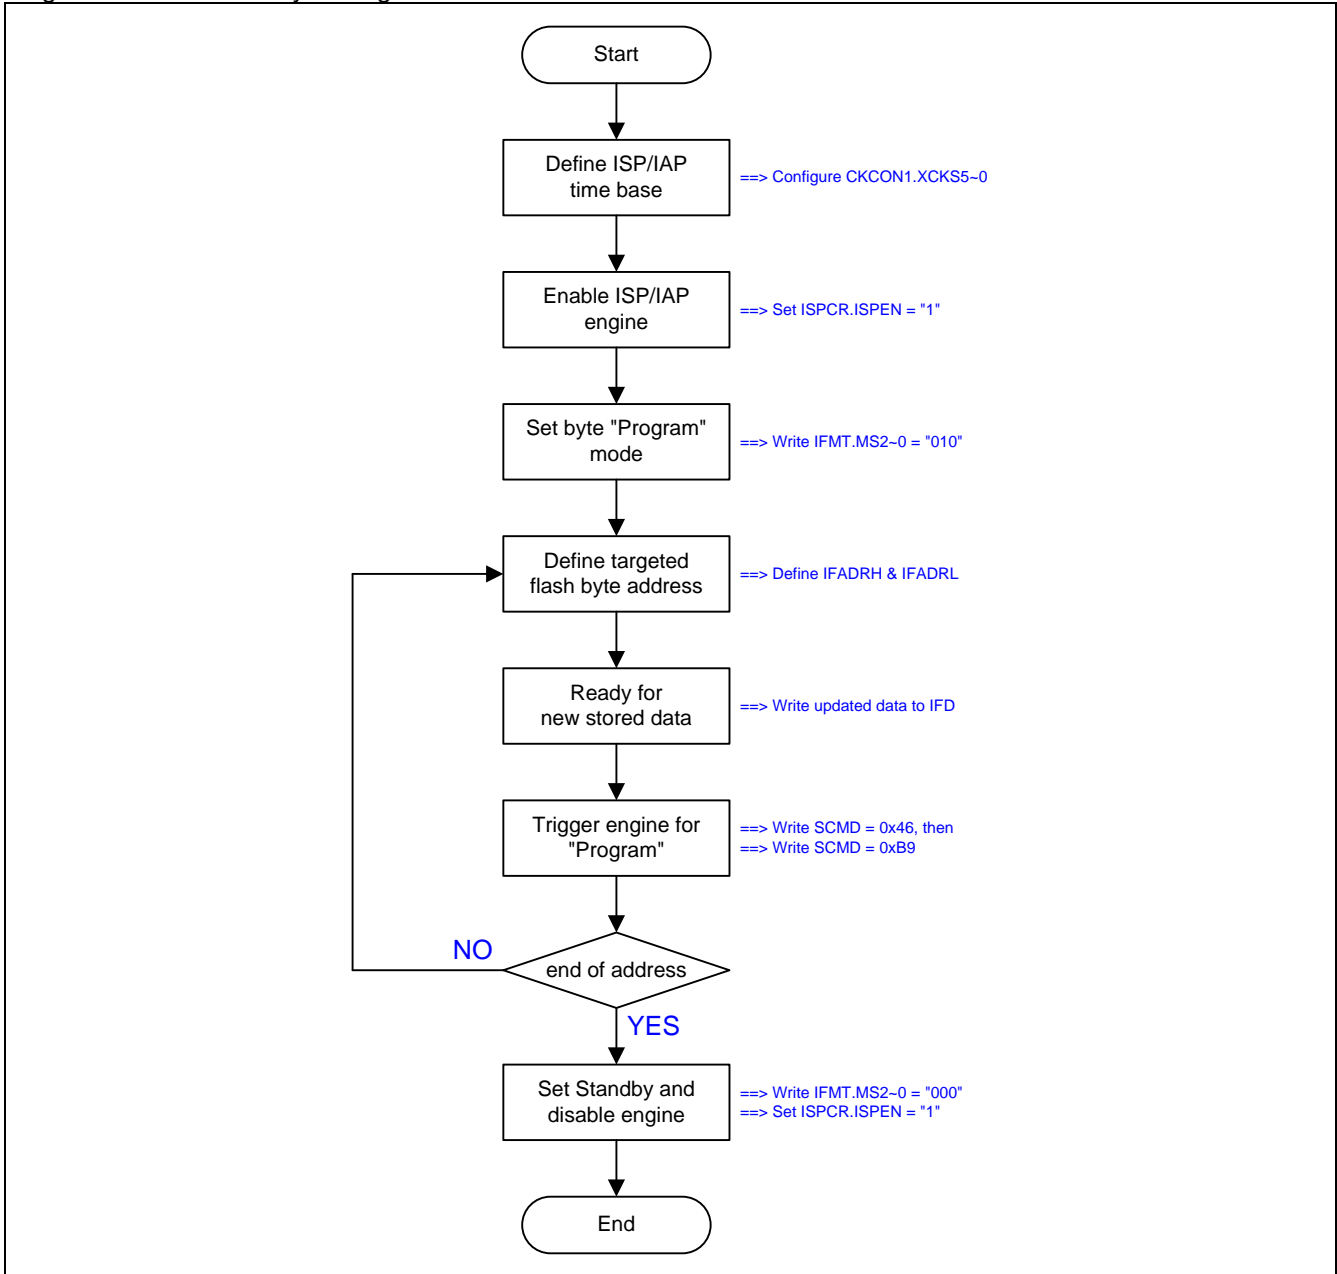 Start
Define ISP/IAP
time base
==> Configure CKCON1.XCKS5~0
Enable ISP/IAP
engine
==> Set ISPCR.ISPEN = "1"
Set byte "Program"
mode
==> Write IFMT.MS2~0 = "010"
Define targeted
flash byte address
==> Define IFADRH & IFADRL
Ready for
new stored data
==> Write updated data to IFD
Trigger engine for
"Program"
==> Write SCMD = 0x46, then
==> Write SCMD = 0xB9
NO
end of address
YES
Set Standby and
disable engine
==> Write IFMT.MS2~0 = "000"
==> Set ISPCR.ISPEN = "1"
End